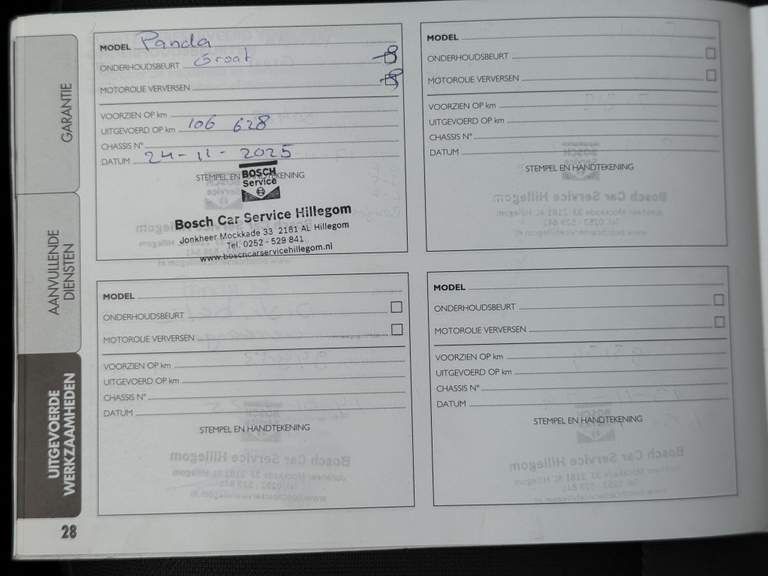 GARANTIE
AANVULLENDE
DIENSTEN
UITGEVOERDE
WERKZAAMHEDEN
28
MODEL Panda
ONDERHOUDSBEURT Groot
MOTOROLIE VERVERSEN
VOORZIEN OP km
UITGEVOERD OP km 106 628
CHASSIS N°
DATUM 24-11-2025
STEMPEL EN HANDTEKENING
BOSCH
Service
Bosch Car Service Hillegom
Jonkheer Mockkade 33 2181 AL Hillegom
Tel. 0252 - 529 841
www.boschcarservicehillegom.nl
MODEL
ONDERHOUDSBEURT
MOTOROLIE VERVERSEN
VOORZIEN OP km
UITGEVOERD OP km
CHASSIS N°
DATUM
STEMPEL EN HANDTEKENING
MODEL
ONDERHOUDSBEURT
MOTOROLIE VERVERSEN
VOORZIEN OP km
UITGEVOERD OP km
CHASSIS N°
DATUM
STEMPEL EN HANDTEKENING
MODEL
ONDERHOUDSBEURT
MOTOROLIE VERVERSEN
VOORZIEN OP km
UITGEVOERD OP km
CHASSIS N°
DATUM
STEMPEL EN HANDTEKENING